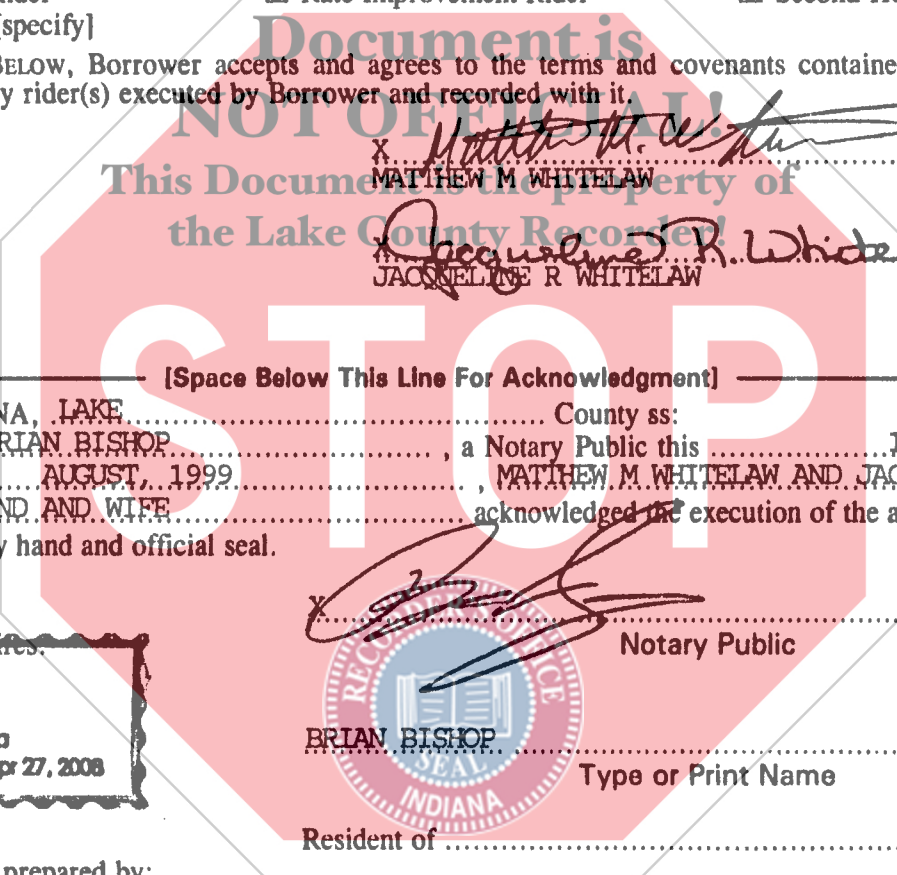 [specify]
BELOW, Borrower accepts and agrees to the terms and covenants
y rider(s) executed by Borrower and recorded with it.
Document is
NOT OFFICIAL!
This Document is the property of
the Lake County Recorder!
X Matthew M.
MATTHEW M WHITELAW
X Jacqueline R. White
JACQUELINE R WHITELAW
STOP
[Space Below This Line For Acknowledgment]
NA, LAKE County ss:
RIAN BISHOP , a Notary Public this
AUGUST, 1999 , MATTHEW M WHITELAW AND JAC
ND AND WIFE acknowledged the execution of the a
y hand and official seal.
X
Notary Public
RECORDER'S OFFICE
SEAL
INDIANA
pr 27, 2008
BRIAN BISHOP
Type or Print Name
Resident of
prepared by: